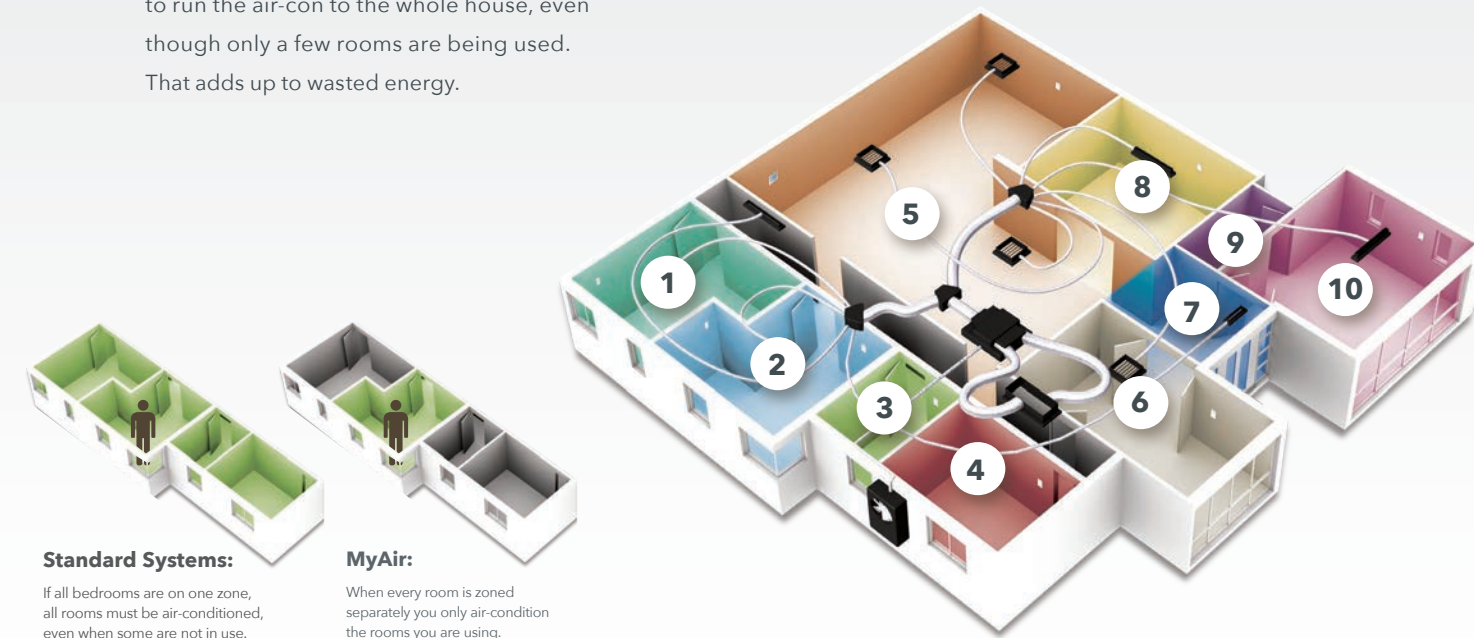 to run the air-con to the whole house, even
though only a few rooms are being used.
That adds up to wasted energy.
8
5
9
1
10
7
2
6
3
4
Standard Systems:
If all bedrooms are on one zone,
all rooms must be air-conditioned,
even when some are not in use.
MyAir:
When every room is zoned
separately you only air-condition
the rooms you are using.